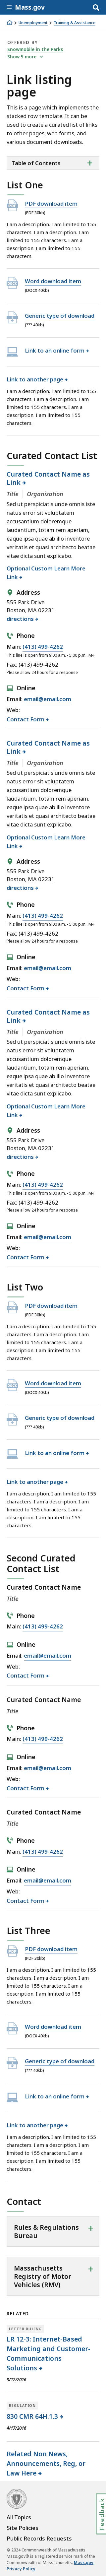 Mass.gov
Unemployment > Training & Assistance
OFFERED BY
Snowmobile in the Parks
Show 5 more
Link listing
page
This is a page which contains all
the link listings there are on
offer, as well as some contact
info.
Table of Contents +
List One
PDF download item
(PDF 30kb)
I am a description. I am limited to 155
characters. I am a description. I am
limited to 155 characters. I am a
description. I am limited to 155
characters.
Word download item
(DOCX 40kb)
Generic type of download
(??? 40kb)
Link to an online form
Link to another page
I am a description. I am limited to 155
characters. I am a description. I am
limited to 155 characters. I am a
description. I am limited to 155
characters.
Curated Contact List
Curated Contact Name as
Link
Title Organization
Sed ut perspiciatis unde omnis iste
natus error sit voluptatem
accusantium doloremque
laudantium, totam rem aperiam,
eaque ipsa quae ab illo inventore
veritatis et quasi architecto beatae
vitae dicta sunt explicabo.
Optional Custom Learn More
Link
Address
555 Park Drive
Boston, MA 02231
directions
Phone
Main: (413) 499-4262
This line is open from 9:00 a.m. - 5:00 p.m., M-F
Fax: (413) 499-4262
Please allow 24 hours for a response
Online
Email: email@email.com
Web:
Contact Form
Curated Contact Name as
Link
Title Organization
Sed ut perspiciatis unde omnis iste
natus error sit voluptatem
accusantium doloremque
laudantium, totam rem aperiam,
eaque ipsa quae ab illo inventore
veritatis et quasi architecto beatae
vitae dicta sunt explicabo.
Optional Custom Learn More
Link
Address
555 Park Drive
Boston, MA 02231
directions
Phone
Main: (413) 499-4262
This line is open from 9:00 a.m. - 5:00 p.m., M-F
Fax: (413) 499-4262
Please allow 24 hours for a response
Online
Email: email@email.com
Web:
Contact Form
Curated Contact Name as
Link
Title Organization
Sed ut perspiciatis unde omnis iste
natus error sit voluptatem
accusantium doloremque
laudantium, totam rem aperiam,
eaque ipsa quae ab illo inventore
veritatis et quasi architecto beatae
vitae dicta sunt explicabo.
Optional Custom Learn More
Link
Address
555 Park Drive
Boston, MA 02231
directions
Phone
Main: (413) 499-4262
This line is open from 9:00 a.m. - 5:00 p.m., M-F
Fax: (413) 499-4262
Please allow 24 hours for a response
Online
Email: email@email.com
Web:
Contact Form
List Two
PDF download item
(PDF 30kb)
I am a description. I am limited to 155
characters. I am a description. I am
limited to 155 characters. I am a
description. I am limited to 155
characters.
Word download item
(DOCX 40kb)
Generic type of download
(??? 40kb)
Link to an online form
Link to another page
I am a description. I am limited to 155
characters. I am a description. I am
limited to 155 characters. I am a
description. I am limited to 155
characters.
Second Curated
Contact List
Curated Contact Name
Title
Phone
Main: (413) 499-4262
Online
Email: email@email.com
Web:
Contact Form
Curated Contact Name
Title
Phone
Main: (413) 499-4262
Online
Email: email@email.com
Web:
Contact Form
Curated Contact Name
Title
Phone
Main: (413) 499-4262
Online
Email: email@email.com
Web:
Contact Form
List Three
PDF download item
(PDF 30kb)
I am a description. I am limited to 155
characters. I am a description. I am
limited to 155 characters. I am a
description. I am limited to 155
characters.
Word download item
(DOCX 40kb)
Generic type of download
(??? 40kb)
Link to an online form
Link to another page
I am a description. I am limited to 155
characters. I am a description. I am
limited to 155 characters. I am a
description. I am limited to 155
characters.
Contact
Rules & Regulations +
Bureau
Massachusetts +
Registry of Motor
Vehicles (RMV)
RELATED
LETTER RULING
LR 12-3: Internet-Based
Marketing and Customer-
Communications
Solutions
3/12/2016
REGULATION
830 CMR 64H.1.3
4/17/2016
Related Non News,
Announcements, Reg, or
Law Here
Feedback
All Topics
Site Policies
Public Records Requests
© 2024 Commonwealth of Massachusetts.
Mass.gov® is a registered service mark of the
Commonwealth of Massachusetts. Mass.gov
Privacy Policy